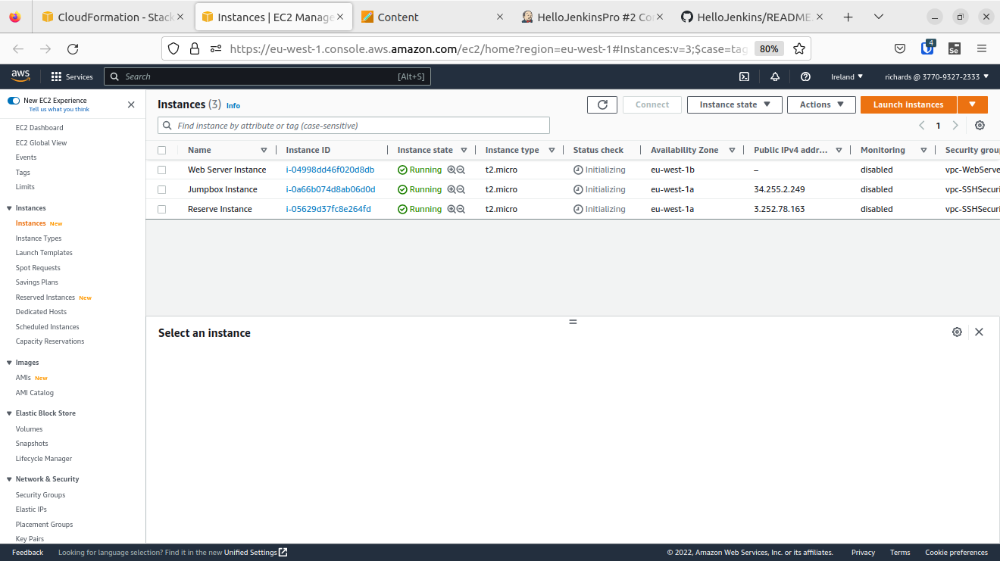 CloudFormation - Stack
Instances | EC2 Manage
Content
HelloJenkinsPro #2 Con
HelloJenkins/README.
https://eu-west-1.console.aws.amazon.com/ec2/home?region=eu-west-1#Instances:v=3;$case=tag
80%
4
Se
aws
Services
Search
[Alt+S]
Ireland
richards @ 3770-9327-2333
New EC2 Experience
Tell us what you think
EC2 Dashboard
EC2 Global View
Events
Tags
Limits
Instances
Instances New
Instance Types
Launch Templates
Spot Requests
Savings Plans
Reserved Instances New
Dedicated Hosts
Scheduled Instances
Capacity Reservations
Images
AMIs New
AMI Catalog
Elastic Block Store
Volumes
Snapshots
Lifecycle Manager
Network & Security
Security Groups
Elastic IPs
Placement Groups
Key Pairs
Instances (3) Info
Connect
Instance state
Actions
Launch Instances
Find instance by attribute or tag (case-sensitive)
1
Name Instance ID Instance state Instance type Status check Availability Zone Public IPv4 addr... Monitoring Security grou
Web Server Instance i-04998dd46f020d8db Running t2.micro Initializing eu-west-1b – disabled vpc-WebServe
Jumpbox Instance i-0a66b074d8ab06d0d Running t2.micro Initializing eu-west-1a 34.255.2.249 disabled vpc-SSHSecuri
Reserve Instance i-05629d37fc8e264fd Running t2.micro Initializing eu-west-1a 3.252.78.163 disabled vpc-SSHSecuri
Select an instance
Feedback
Looking for language selection? Find it in the new Unified Settings
© 2022, Amazon Web Services, Inc. or its affiliates.
Privacy
Terms
Cookie preferences